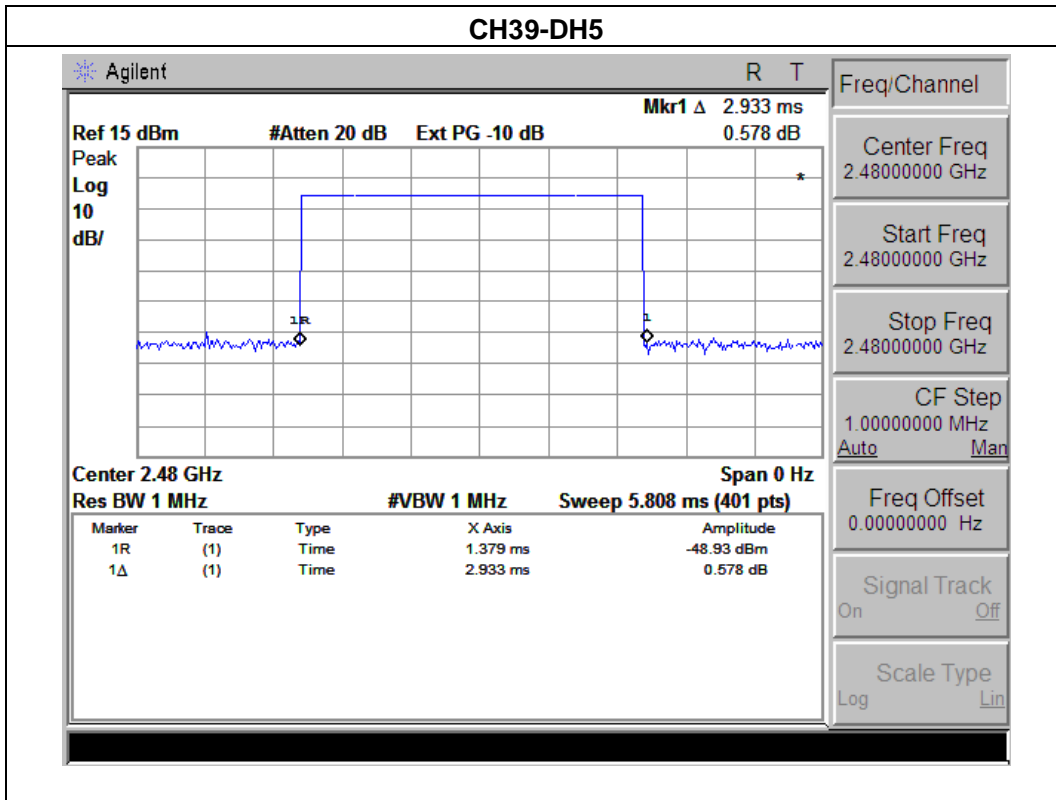 CH39-DH5
Agilent R T
Mkr1 Δ 2.933 ms
Ref 15 dBm #Atten 20 dB Ext PG -10 dB 0.578 dB
Peak
Log
10
dB/
*
1R
1
Center 2.48 GHz Span 0 Hz
Res BW 1 MHz #VBW 1 MHz Sweep 5.808 ms (401 pts)
Marker Trace Type X Axis Amplitude
1R (1) Time 1.379 ms -48.93 dBm
1Δ (1) Time 2.933 ms 0.578 dB
Freq/Channel
Center Freq
2.48000000 GHz
Start Freq
2.48000000 GHz
Stop Freq
2.48000000 GHz
CF Step
1.00000000 MHz
Auto Man
Freq Offset
0.00000000 Hz
Signal Track
On Off
Scale Type
Log Lin